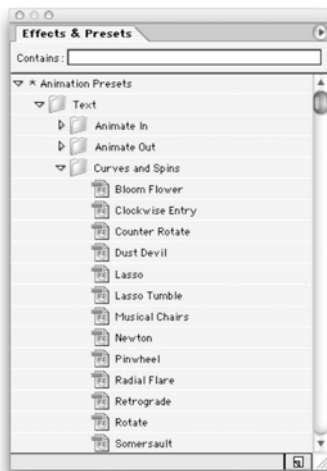 Effects & Presets
Contains:
* Animation Presets
Text
Animate In
Animate Out
Curves and Spins
Bloom Flower
Clockwise Entry
Counter Rotate
Dust Devil
Lasso
Lasso Tumble
Musical Chairs
Newton
Pinwheel
Radial Flare
Retrograde
Rotate
Somersault